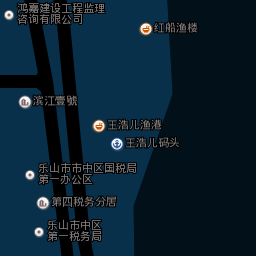 鸿嘉建设工程监理
咨询有限公司
红船渔楼
滨江壹號
王浩儿渔港
王浩儿码头
乐山市市中区国税局
第一办公区
第四税务分居
乐山市中区
第一税务局